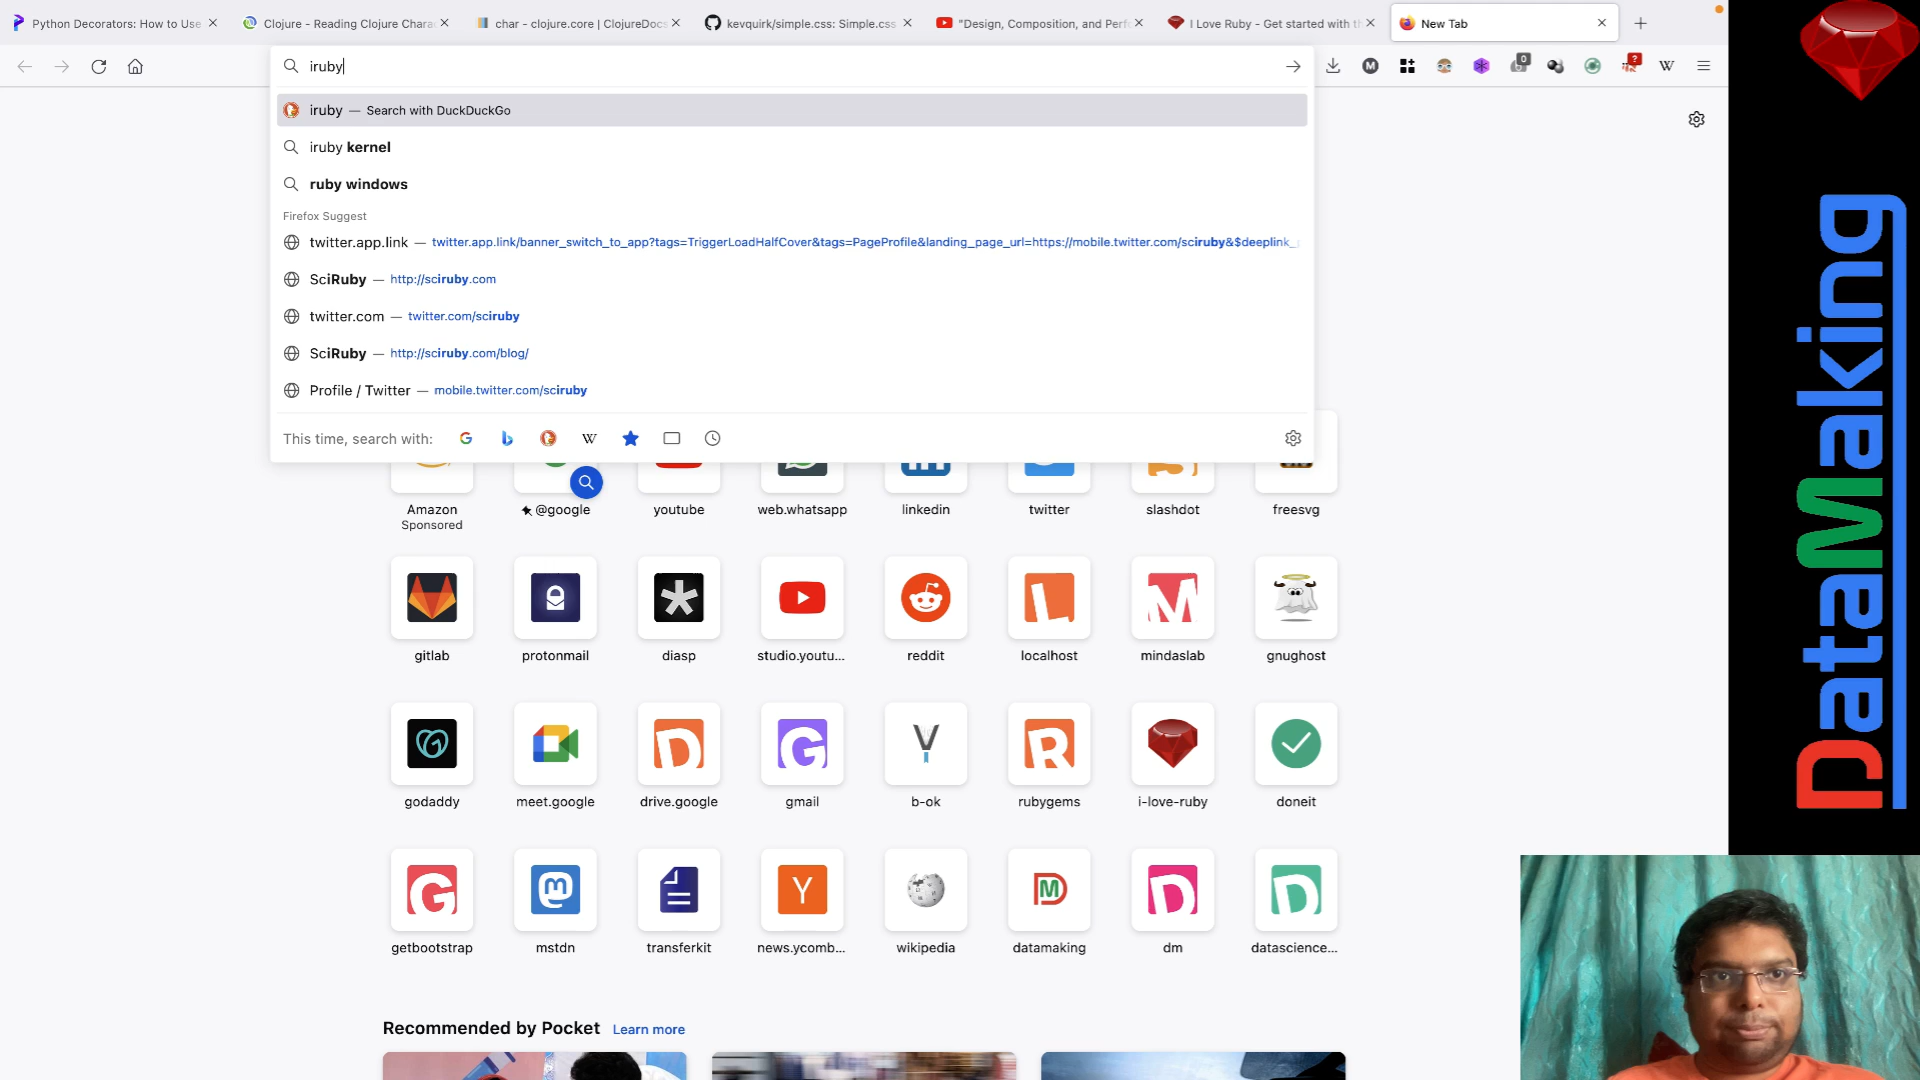 Python Decorators: How to Use
Clojure - Reading Clojure Chara
char - clojure.core | ClojureDocs
kevquirk/simple.css: Simple.css
"Design, Composition, and Perf
I Love Ruby - Get started with th
New Tab
iruby
iruby — Search with DuckDuckGo
iruby kernel
ruby windows
Firefox Suggest
twitter.app.link — twitter.app.link/banner_switch_to_app?tags=TriggerLoadHalfCover&tags=PageProfile&landing_page_url=https://mobile.twitter.com/sciruby&$deeplink_
SciRuby — http://sciruby.com
twitter.com — twitter.com/sciruby
SciRuby — http://sciruby.com/blog/
Profile / Twitter — mobile.twitter.com/sciruby
This time, search with:
Amazon
Sponsored
@google
youtube
web.whatsapp
linkedin
twitter
slashdot
freesvg
gitlab
protonmail
diasp
studio.youtu...
reddit
localhost
mindaslab
gnughost
godaddy
meet.google
drive.google
gmail
b-ok
rubygems
i-love-ruby
doneit
getbootstrap
mstdn
transferkit
news.ycomb...
wikipedia
datamaking
dm
datascience...
Recommended by Pocket Learn more
DataMaking